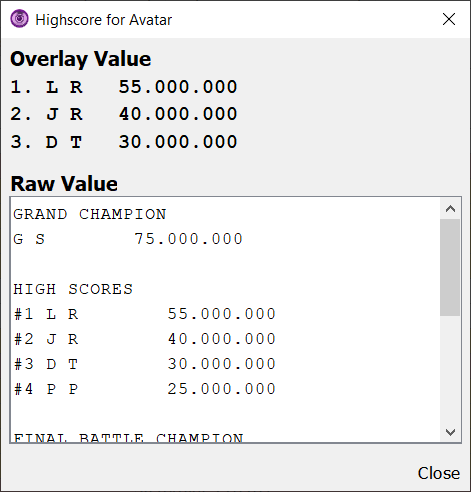 Highscore for Avatar
Overlay Value
1. L R   55.000.000
2. J R   40.000.000
3. D T   30.000.000
Raw Value
GRAND CHAMPION
G S        75.000.000
HIGH SCORES
#1 L R        55.000.000
#2 J R        40.000.000
#3 D T        30.000.000
#4 P P        25.000.000
FINAL BATTLE CHAMPION
Close